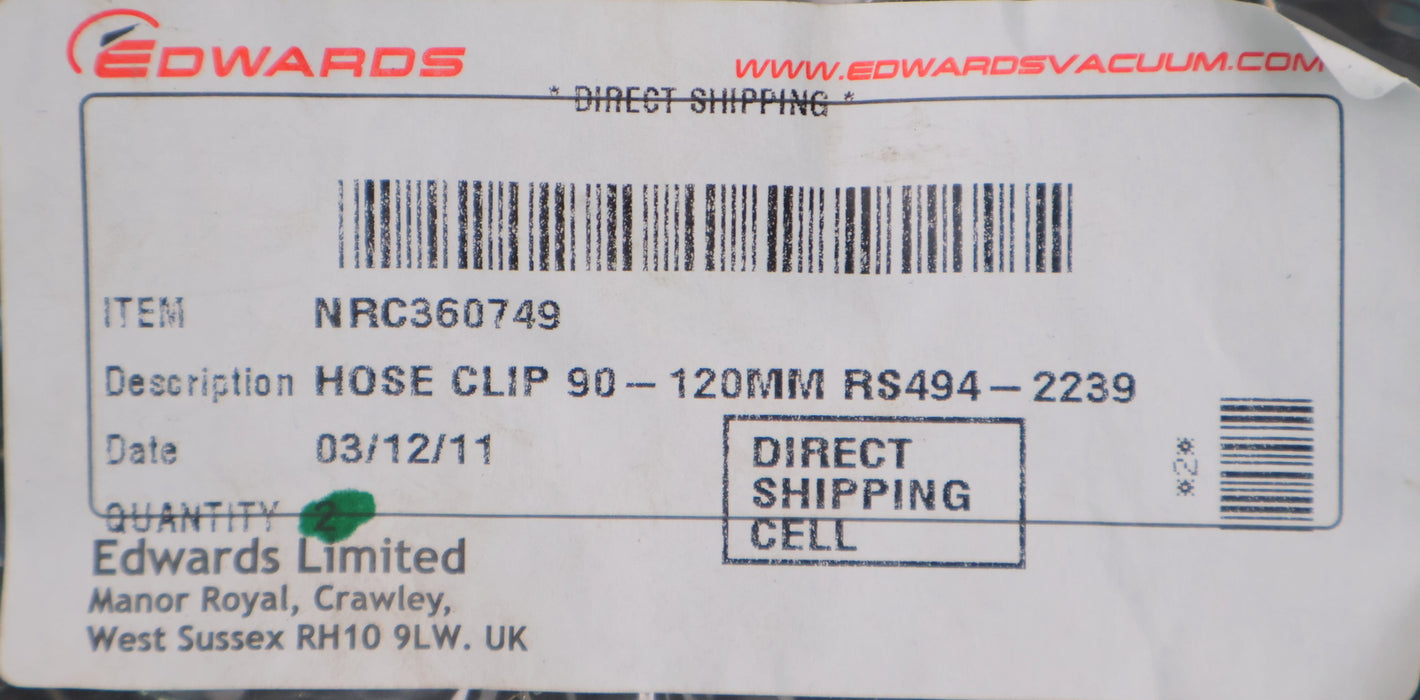 EDWARDS
WWW.EDWARDSVACUUM.COM
* DIRECT SHIPPING *
ITEM NRC360749
Description HOSE CLIP 90-120MM RS494-2239
Date 03/12/11
DIRECT
SHIPPING
CELL
*2*
QUANTITY 2
Edwards Limited
Manor Royal, Crawley,
West Sussex RH10 9LW. UK